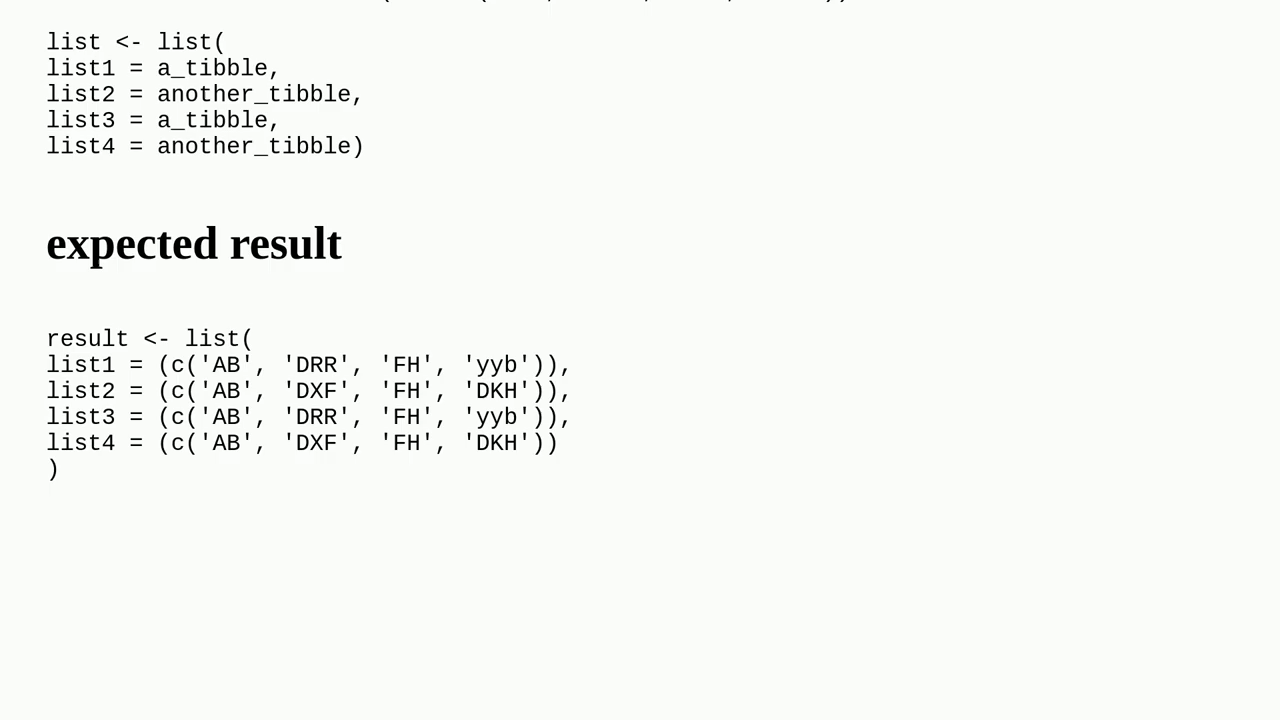 list <- list(
list1 = a_tibble,
list2 = another_tibble,
list3 = a_tibble,
list4 = another_tibble)
expected result
result <- list(
list1 = (c('AB', 'DRR', 'FH', 'yyb')),
list2 = (c('AB', 'DXF', 'FH', 'DKH')),
list3 = (c('AB', 'DRR', 'FH', 'yyb')),
list4 = (c('AB', 'DXF', 'FH', 'DKH'))
)